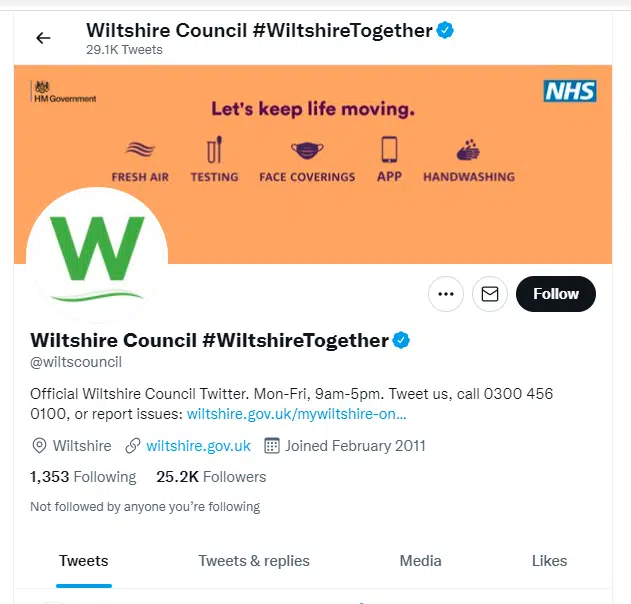 Wiltshire Council #WiltshireTogether
29.1K Tweets
HM Government
NHS
Let's keep life moving.
FRESH AIR TESTING FACE COVERINGS APP HANDWASHING
W
Follow
Wiltshire Council #WiltshireTogether
@wiltscouncil
Official Wiltshire Council Twitter. Mon-Fri, 9am-5pm. Tweet us, call 0300 456
0100, or report issues: wiltshire.gov.uk/mywiltshire-on...
Wiltshire wiltshire.gov.uk Joined February 2011
1,353 Following 25.2K Followers
Not followed by anyone you're following
Tweets Tweets & replies Media Likes